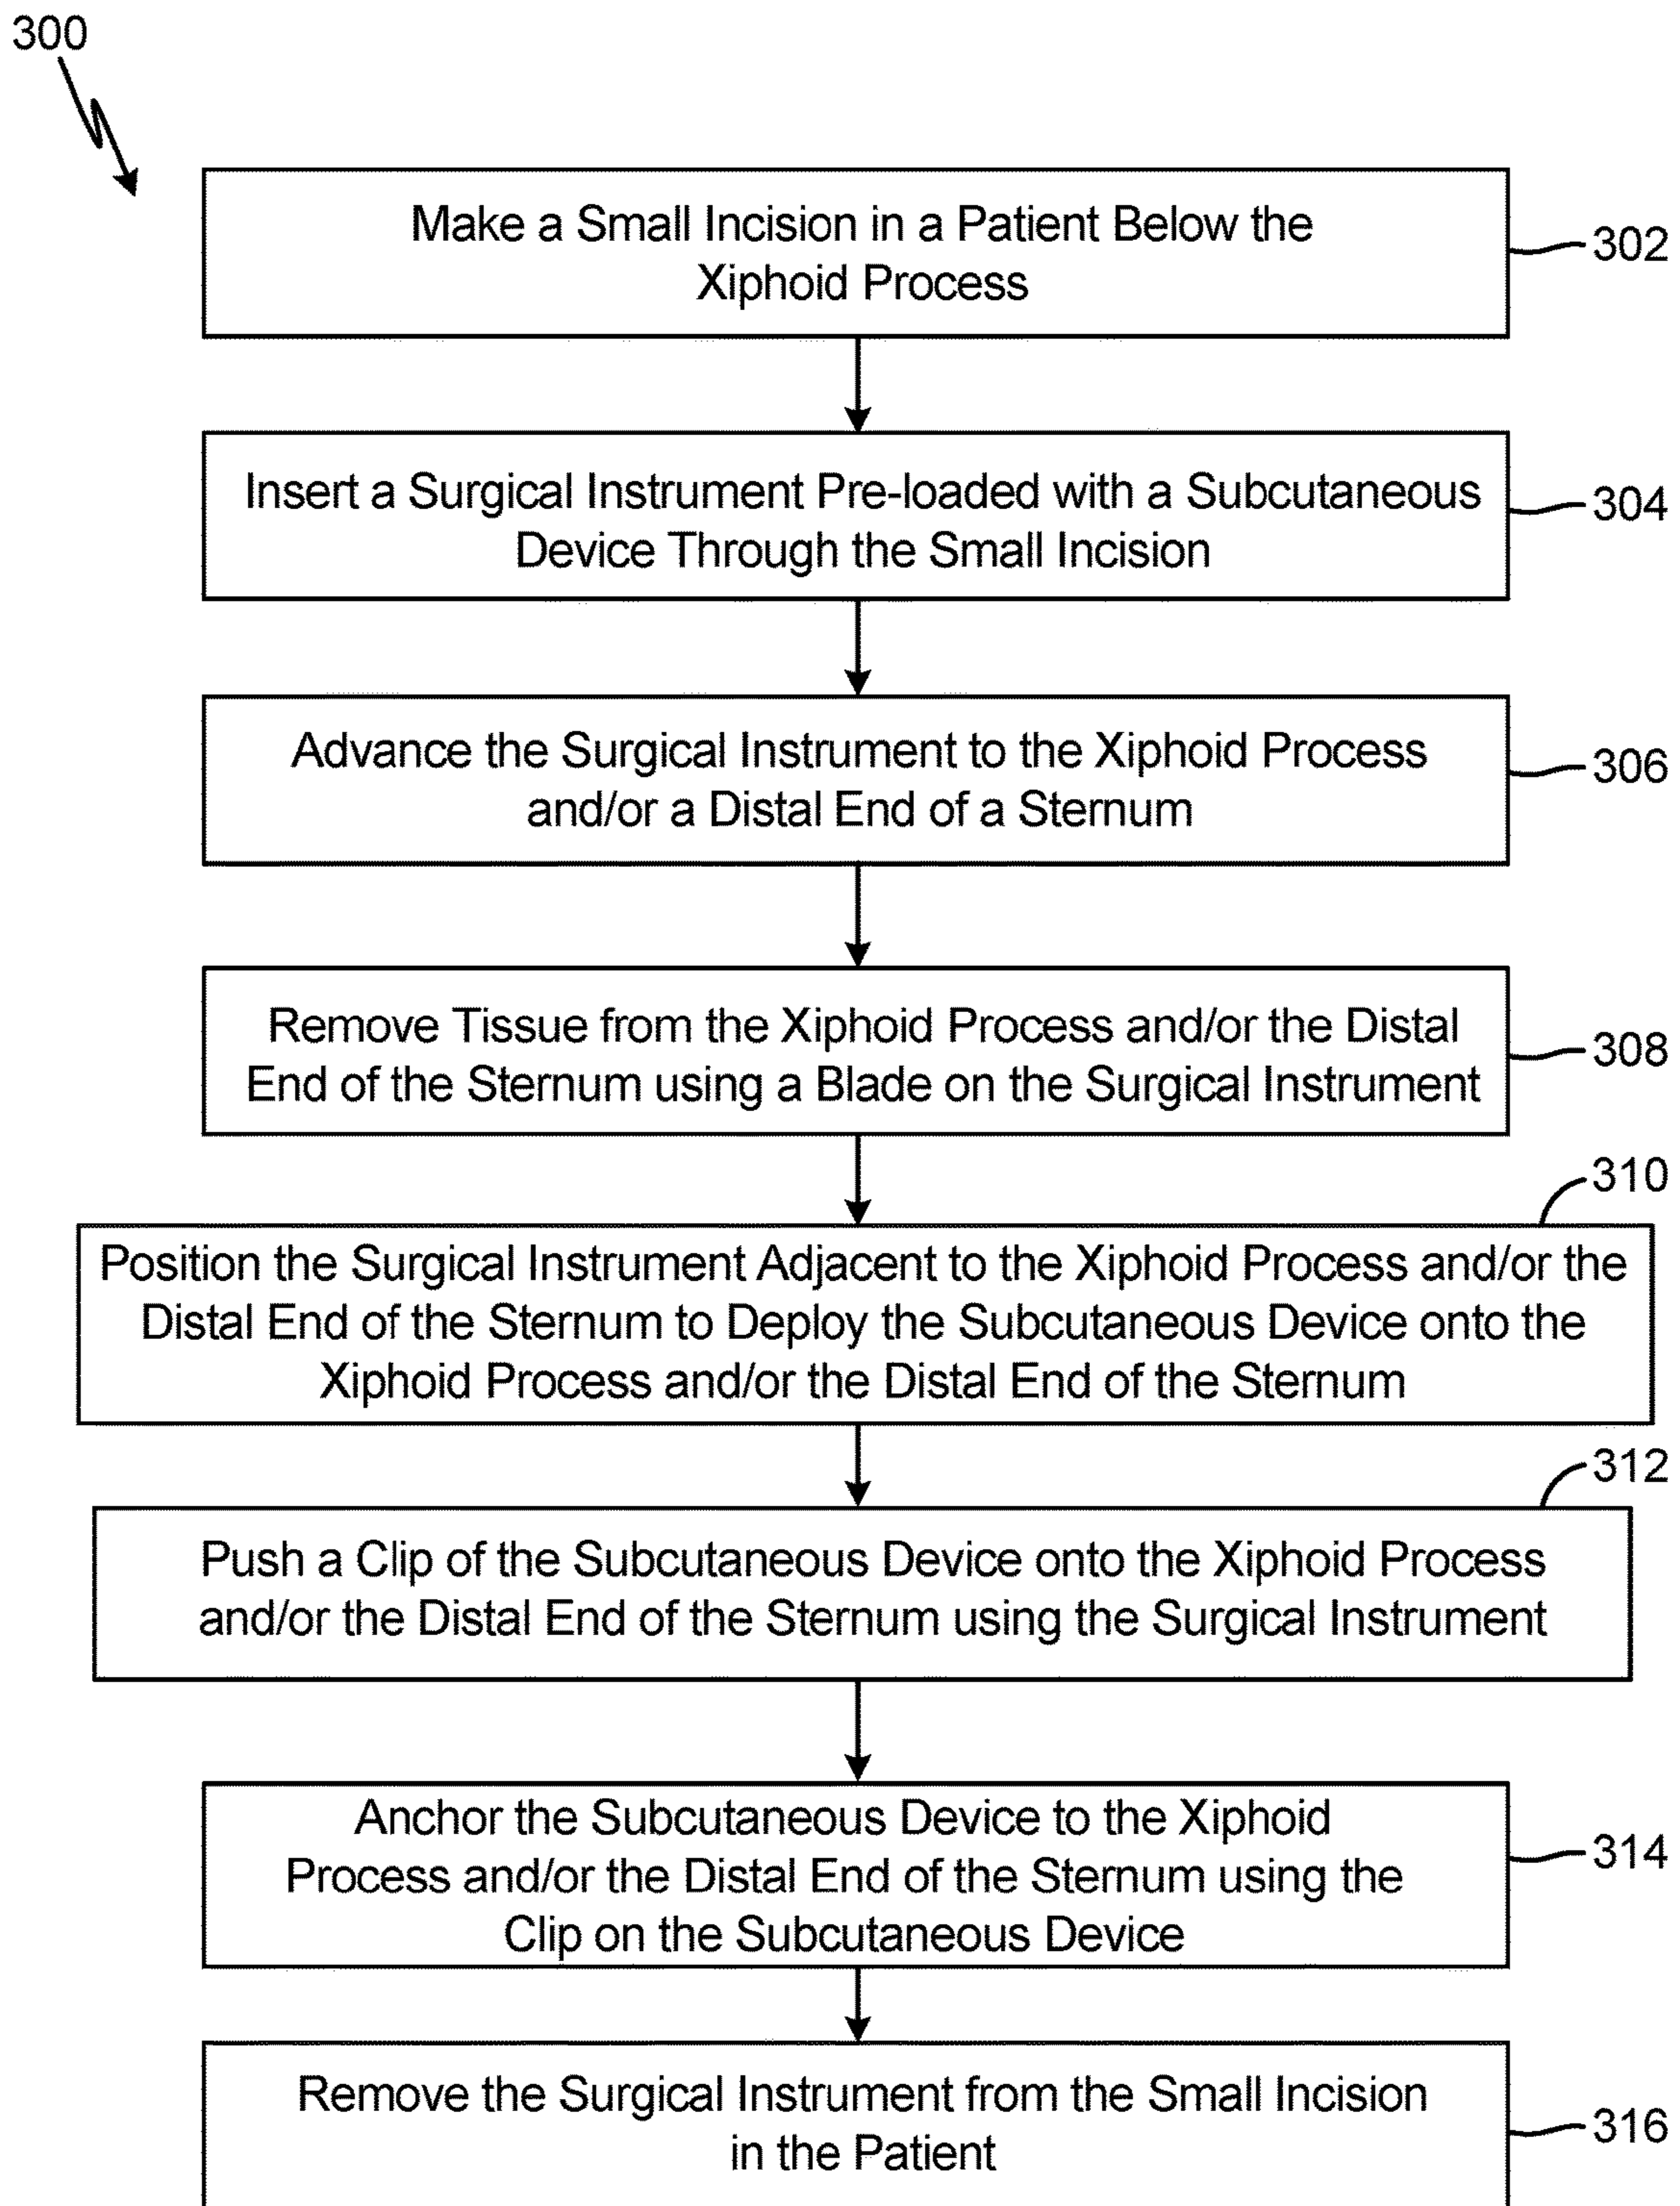 300
Make a Small Incision in a Patient Below the
Xiphoid Process
302
Insert a Surgical Instrument Pre-loaded with a Subcutaneous
Device Through the Small Incision
304
Advance the Surgical Instrument to the Xiphoid Process
and/or a Distal End of a Sternum
306
Remove Tissue from the Xiphoid Process and/or the Distal
End of the Sternum using a Blade on the Surgical Instrument
308
310
Position the Surgical Instrument Adjacent to the Xiphoid Process and/or the
Distal End of the Sternum to Deploy the Subcutaneous Device onto the
Xiphoid Process and/or the Distal End of the Sternum
312
Push a Clip of the Subcutaneous Device onto the Xiphoid Process
and/or the Distal End of the Sternum using the Surgical Instrument
Anchor the Subcutaneous Device to the Xiphoid
Process and/or the Distal End of the Sternum using the
Clip on the Subcutaneous Device
314
Remove the Surgical Instrument from the Small Incision
in the Patient
316